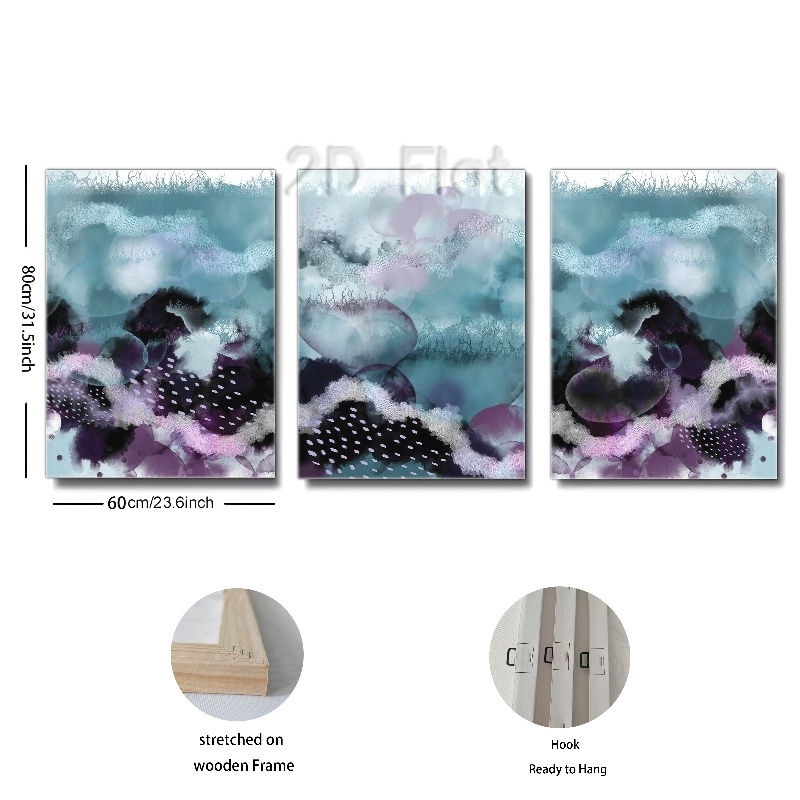 2D Flat
80cm/31.5inch
60cm/23.6inch
stretched on
wooden Frame
Hook
Ready to Hang